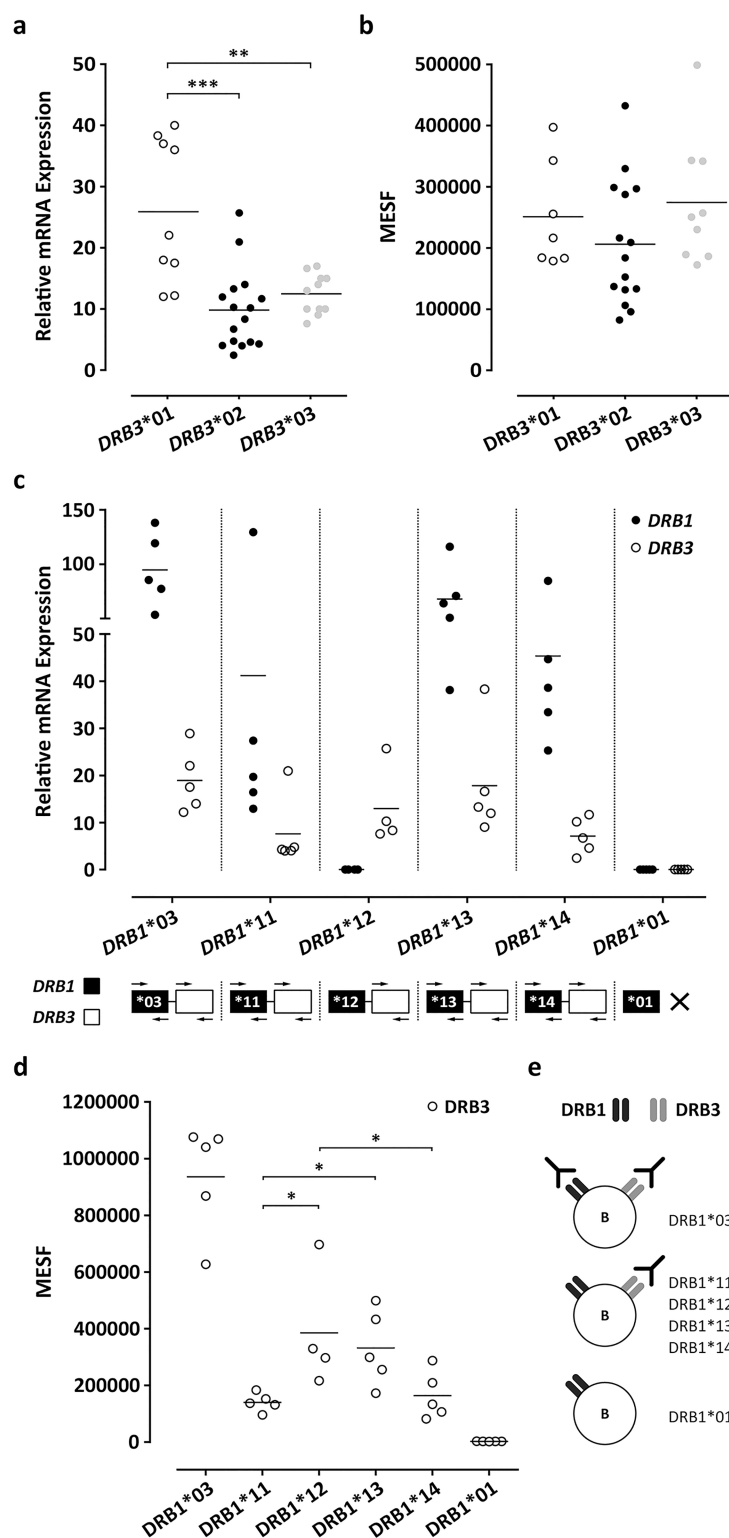 a
Relative mRNA Expression
50
40
30
20
10
0
**
***
DRB3*01
DRB3*02
DRB3*03
b
MESF
500000
400000
300000
200000
100000
0
DRB3*01
DRB3*02
DRB3*03
c
Relative mRNA Expression
150
100
50
40
30
20
10
0
DRB1
DRB3
DRB1*03
DRB1*11
DRB1*12
DRB1*13
DRB1*14
DRB1*01
DRB1
DRB3
*03
*11
*12
*13
*14
*01
d
MESF
1200000
1000000
800000
600000
400000
200000
0
DRB3
*
*
*
DRB1*03
DRB1*11
DRB1*12
DRB1*13
DRB1*14
DRB1*01
e
DRB1
DRB3
B
DRB1*03
B
DRB1*11
DRB1*12
DRB1*13
DRB1*14
B
DRB1*01